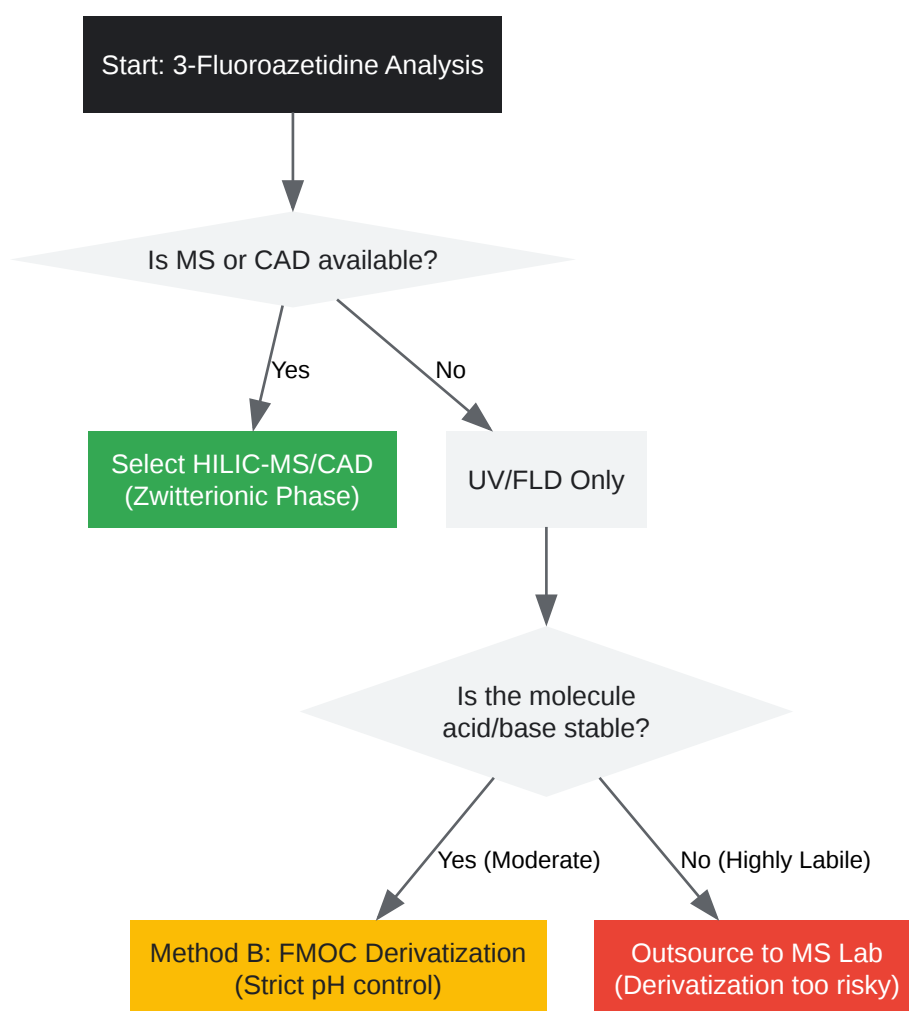 Start: 3-Fluoroazetidine Analysis
Is MS or CAD available?
Yes
No
Select HILIC-MS/CAD
(Zwitterionic Phase)
UV/FLD Only
Is the molecule
acid/base stable?
Yes (Moderate)
No (Highly Labile)
Method B: FMOC Derivatization
(Strict pH control)
Outsource to MS Lab
(Derivatization too risky)